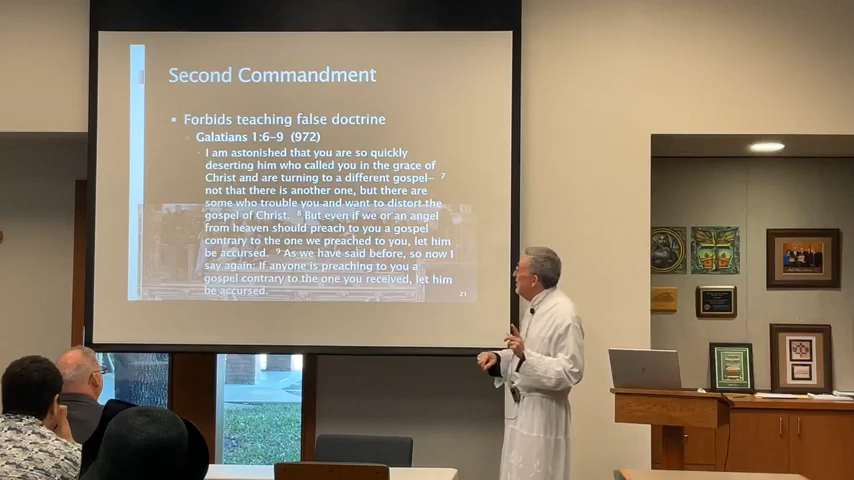 Second Commandment
▪ Forbids teaching false doctrine
◦ Galatians 1:6-9 (972)
◦ I am astonished that you are so quickly
deserting him who called you in the grace of
Christ and are turning to a different gospel– 7
not that there is another one, but there are
some who trouble you and want to distort the
gospel of Christ. 8 But even if we or an angel
from heaven should preach to you a gospel
contrary to the one we preached to you, let him
be accursed. 9 As we have said before, so now I
say again: If anyone is preaching to you a
gospel contrary to the one you received, let him
be accursed.
21